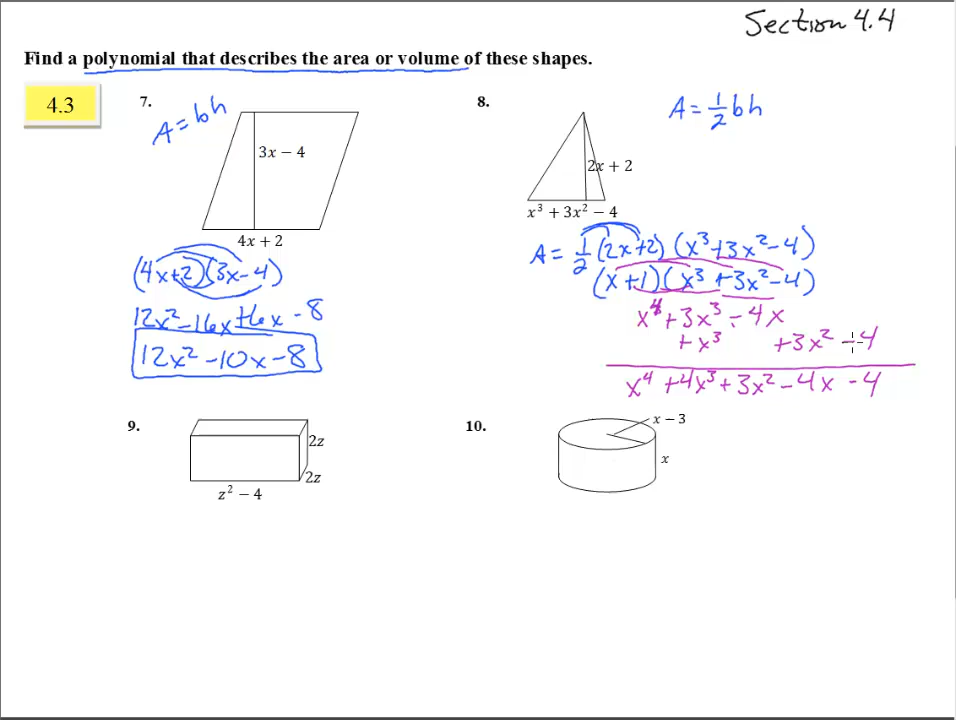 Section 4.4
Find a polynomial that describes the area or volume of these shapes.
4.3
7.
A = bh
3x − 4
4x + 2
(4x+2)(3x−4)
12x² −16x +6x −8
12x² −10x −8
8.
A = 1/2 bh
2x + 2
x³ + 3x² − 4
A = 1/2 (2x+2) (x³+3x²−4)
(x+1)(x³+3x²−4)
x⁴ +3x³ −4x
+x³ +3x² −4
x⁴ +4x³ +3x² −4x −4
9.
2z
2z
z² − 4
10.
x − 3
x